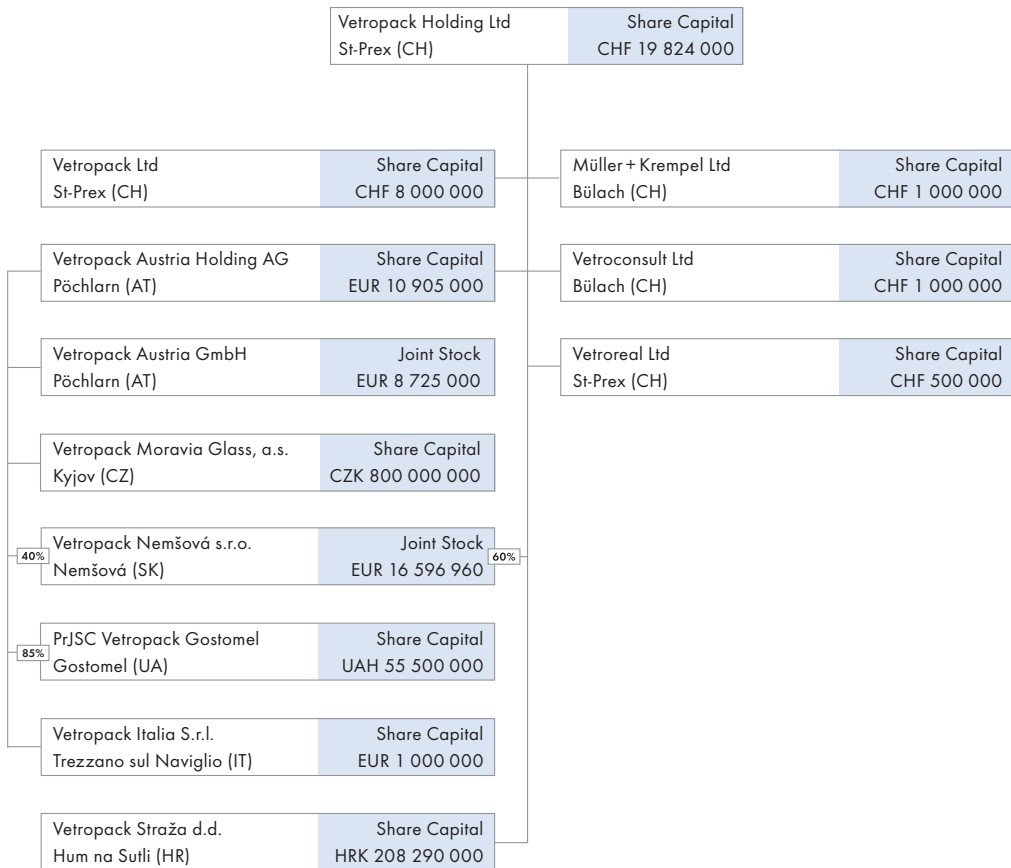 Vetropack Holding Ltd Share Capital
St-Prex (CH) CHF 19 824 000
Vetropack Ltd Share Capital
St-Prex (CH) CHF 8 000 000
Müller + Krempel Ltd Share Capital
Bülach (CH) CHF 1 000 000
Vetropack Austria Holding AG Share Capital
Pöchlarn (AT) EUR 10 905 000
Vetroconsult Ltd Share Capital
Bülach (CH) CHF 1 000 000
Vetropack Austria GmbH Joint Stock
Pöchlarn (AT) EUR 8 725 000
Vetroreal Ltd Share Capital
St-Prex (CH) CHF 500 000
Vetropack Moravia Glass, a.s. Share Capital
Kyjov (CZ) CZK 800 000 000
40%
Vetropack Nemšová s.r.o. Joint Stock
Nemšová (SK) EUR 16 596 960
60%
85%
PrJSC Vetropack Gostomel Share Capital
Gostomel (UA) UAH 55 500 000
Vetropack Italia S.r.l. Share Capital
Trezzano sul Naviglio (IT) EUR 1 000 000
Vetropack Straža d.d. Share Capital
Hum na Sutli (HR) HRK 208 290 000